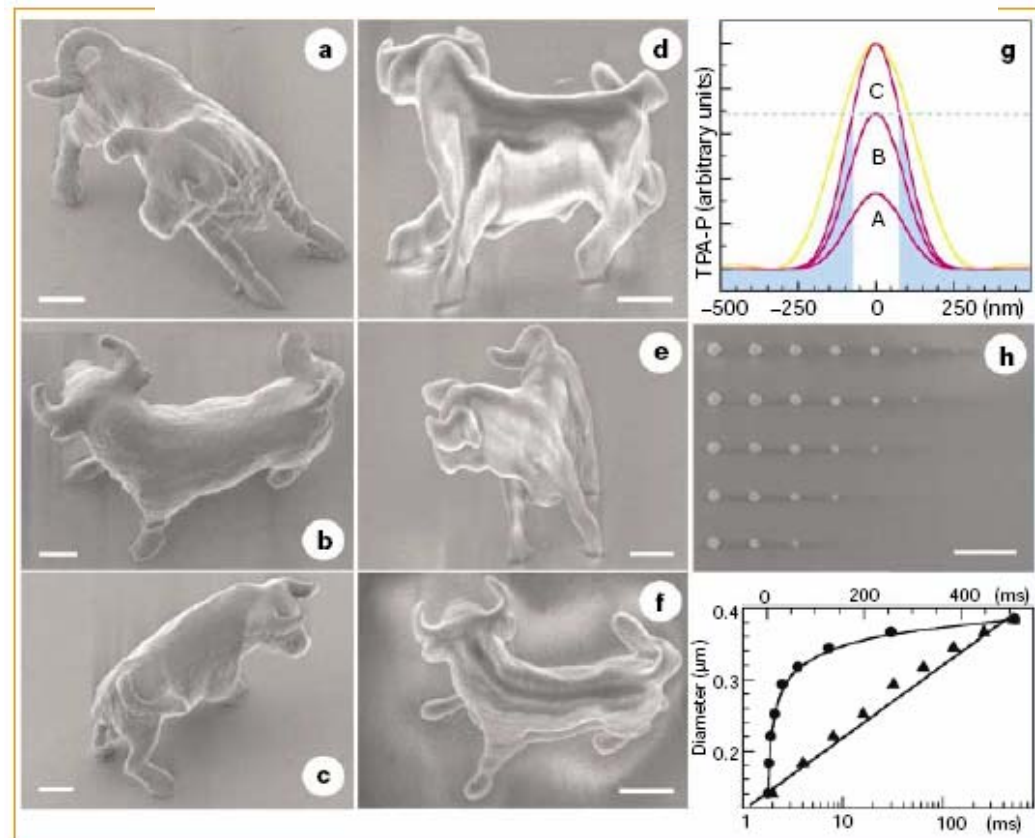 a
d
g
TPA-P (arbitrary units)
C
B
A
−500 −250 0 250 (nm)
b
e
h
c
f
0 200 400 (ms)
Diameter (μm)
0.4
0.3
0.2
1 10 100 (ms)